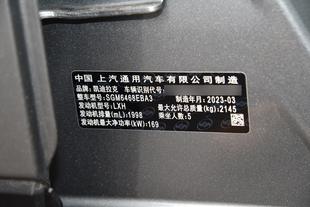 中国 上汽通用汽车有限公司制造
品牌：凯迪拉克 车辆识别代号：
整车型号：SGM6468EBA3 制造年月：2023-03
发动机型号：LXH 最大允许总质量(kg)：2145
发动机排量(mL)：1998 乘坐人数：5
发动机最大净功率(kW)：169